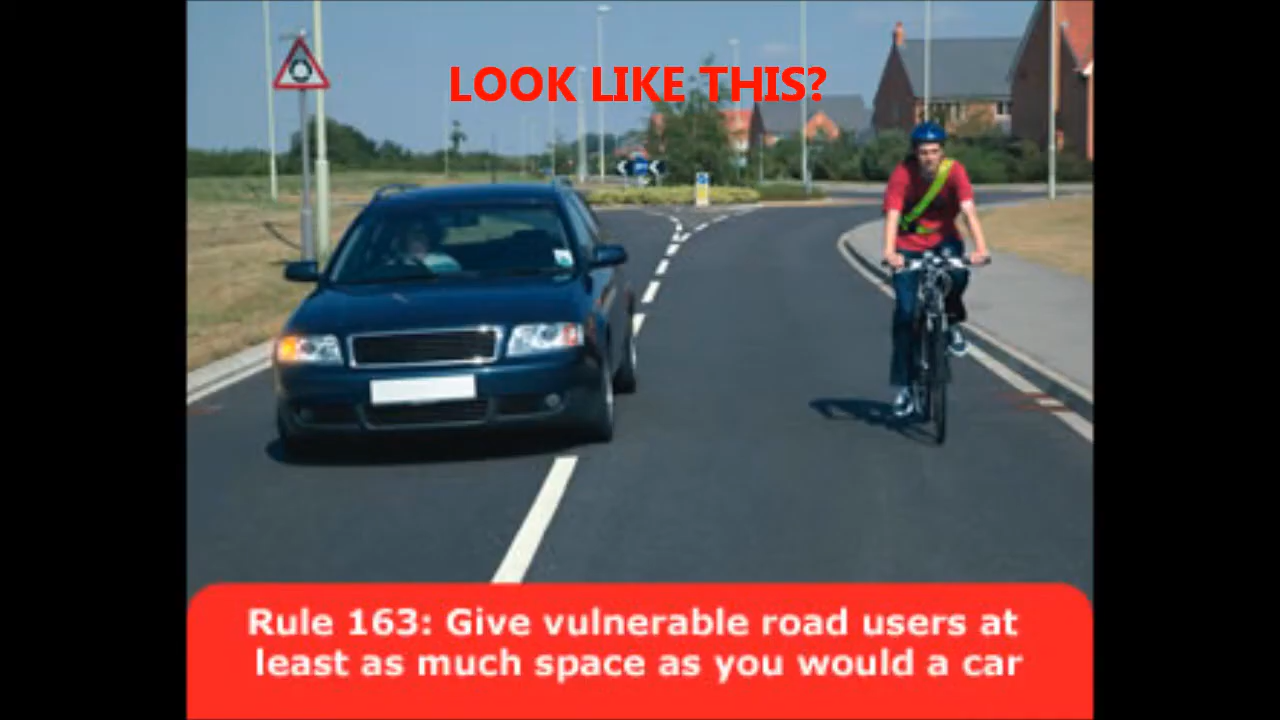 LOOK LIKE THIS?
Rule 163: Give vulnerable road users at
least as much space as you would a car